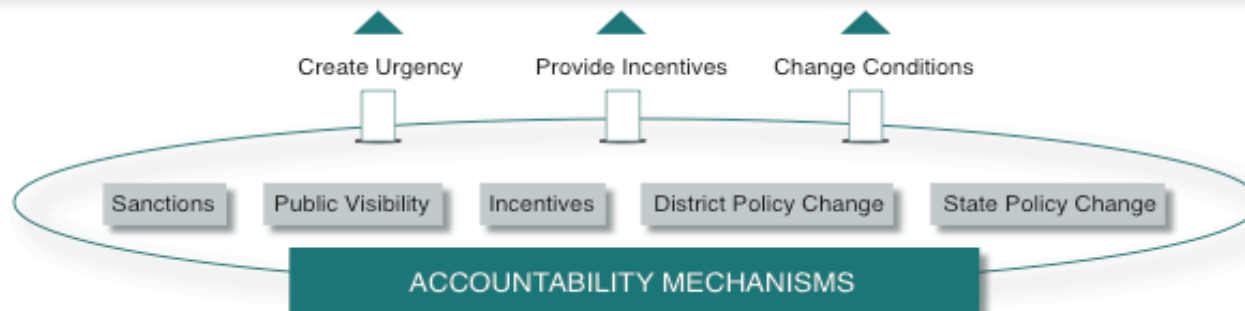 Create Urgency Provide Incentives Change Conditions
Sanctions Public Visibility Incentives District Policy Change State Policy Change
ACCOUNTABILITY MECHANISMS